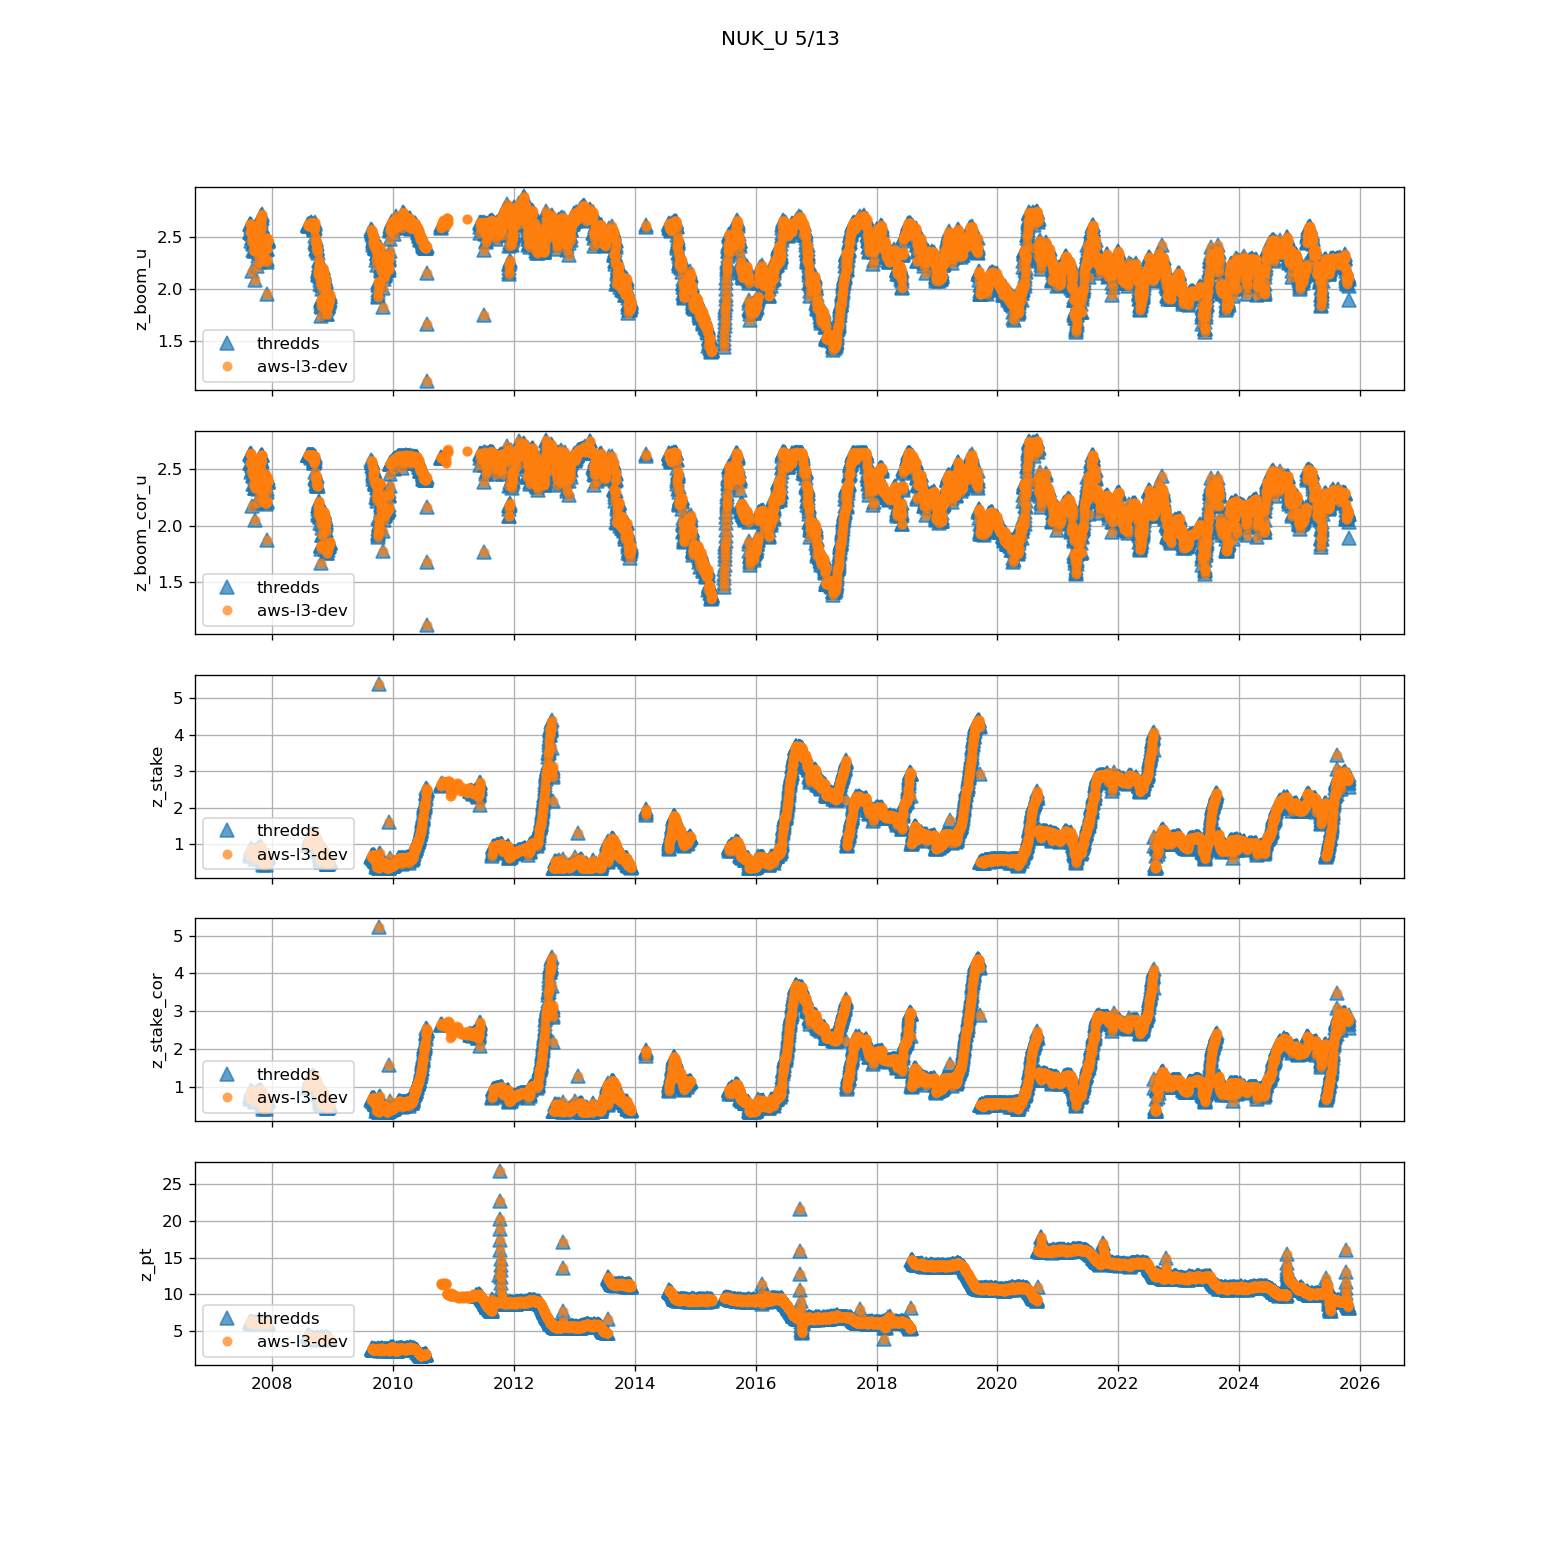 NUK_U 5/13
z_boom_u
2.5
2.0
1.5
thredds
aws-l3-dev
z_boom_cor_u
2.5
2.0
1.5
thredds
aws-l3-dev
z_stake
5
4
3
2
1
thredds
aws-l3-dev
z_stake_cor
5
4
3
2
1
thredds
aws-l3-dev
z_pt
25
20
15
10
5
thredds
aws-l3-dev
2008 2010 2012 2014 2016 2018 2020 2022 2024 2026